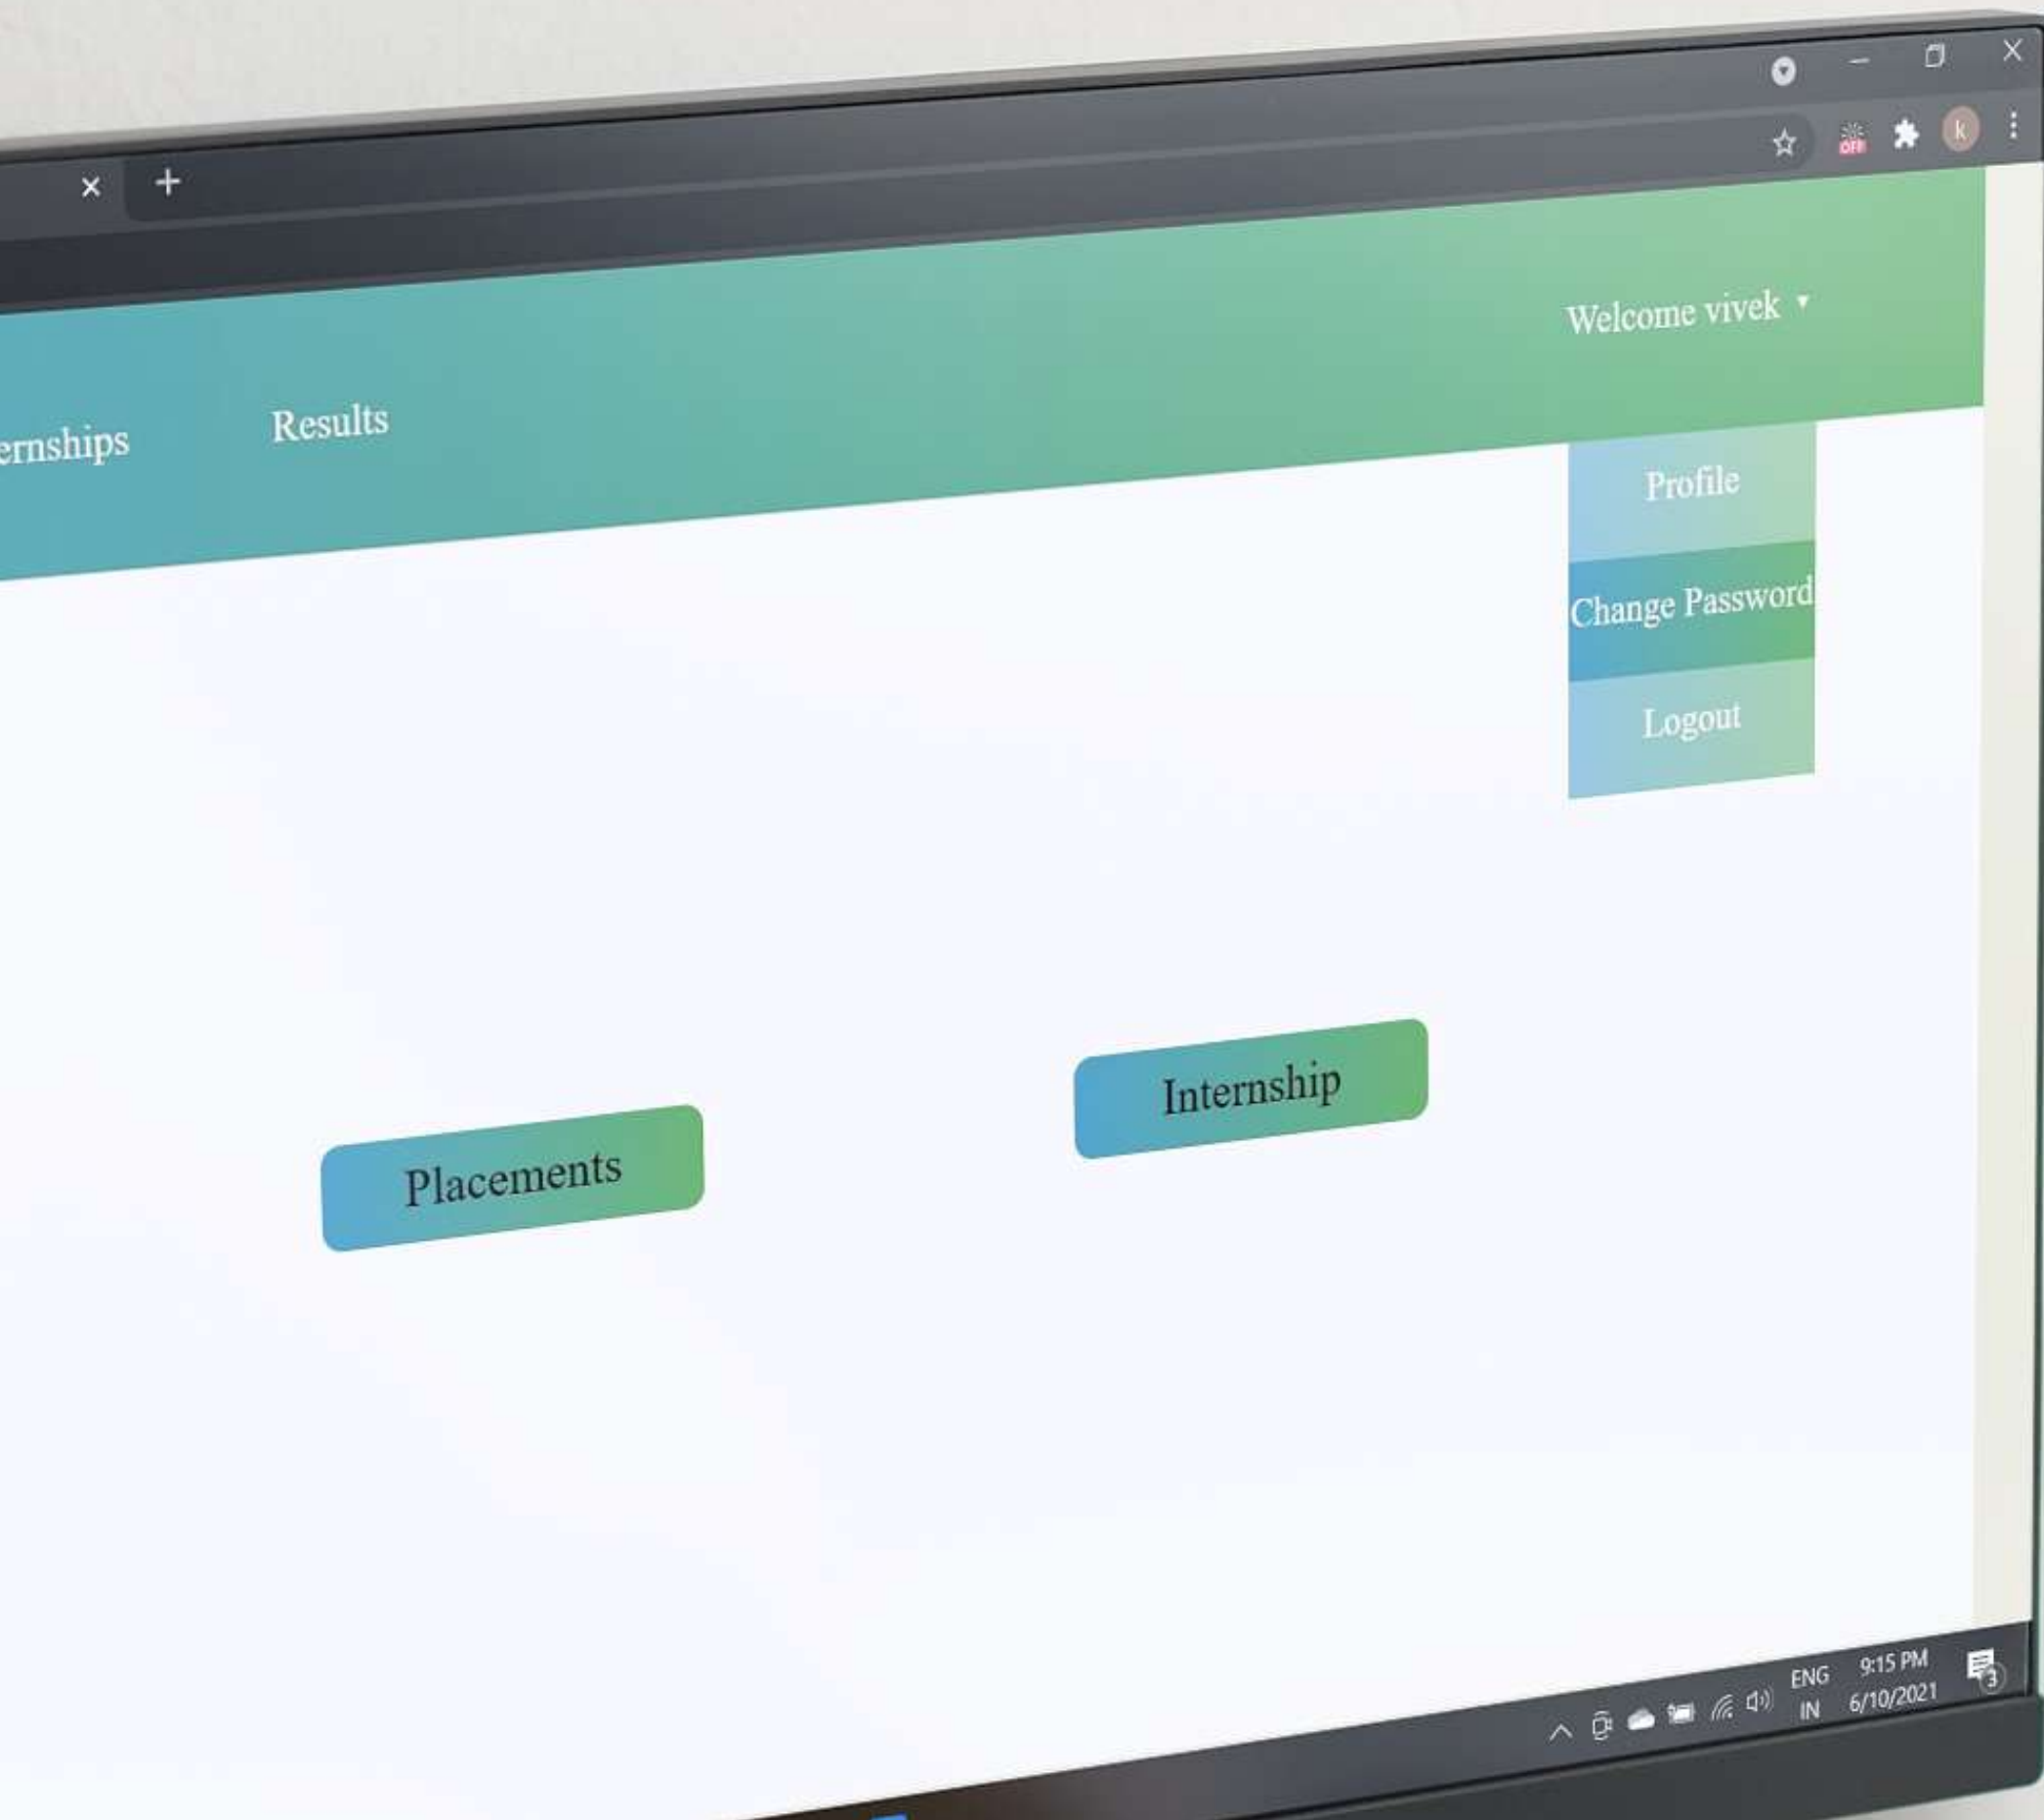 OFF
k
Welcome vivek
ernships
Results
Profile
Change Password
Logout
Internship
Placements
ENG
IN
9:15 PM
6/10/2021
3